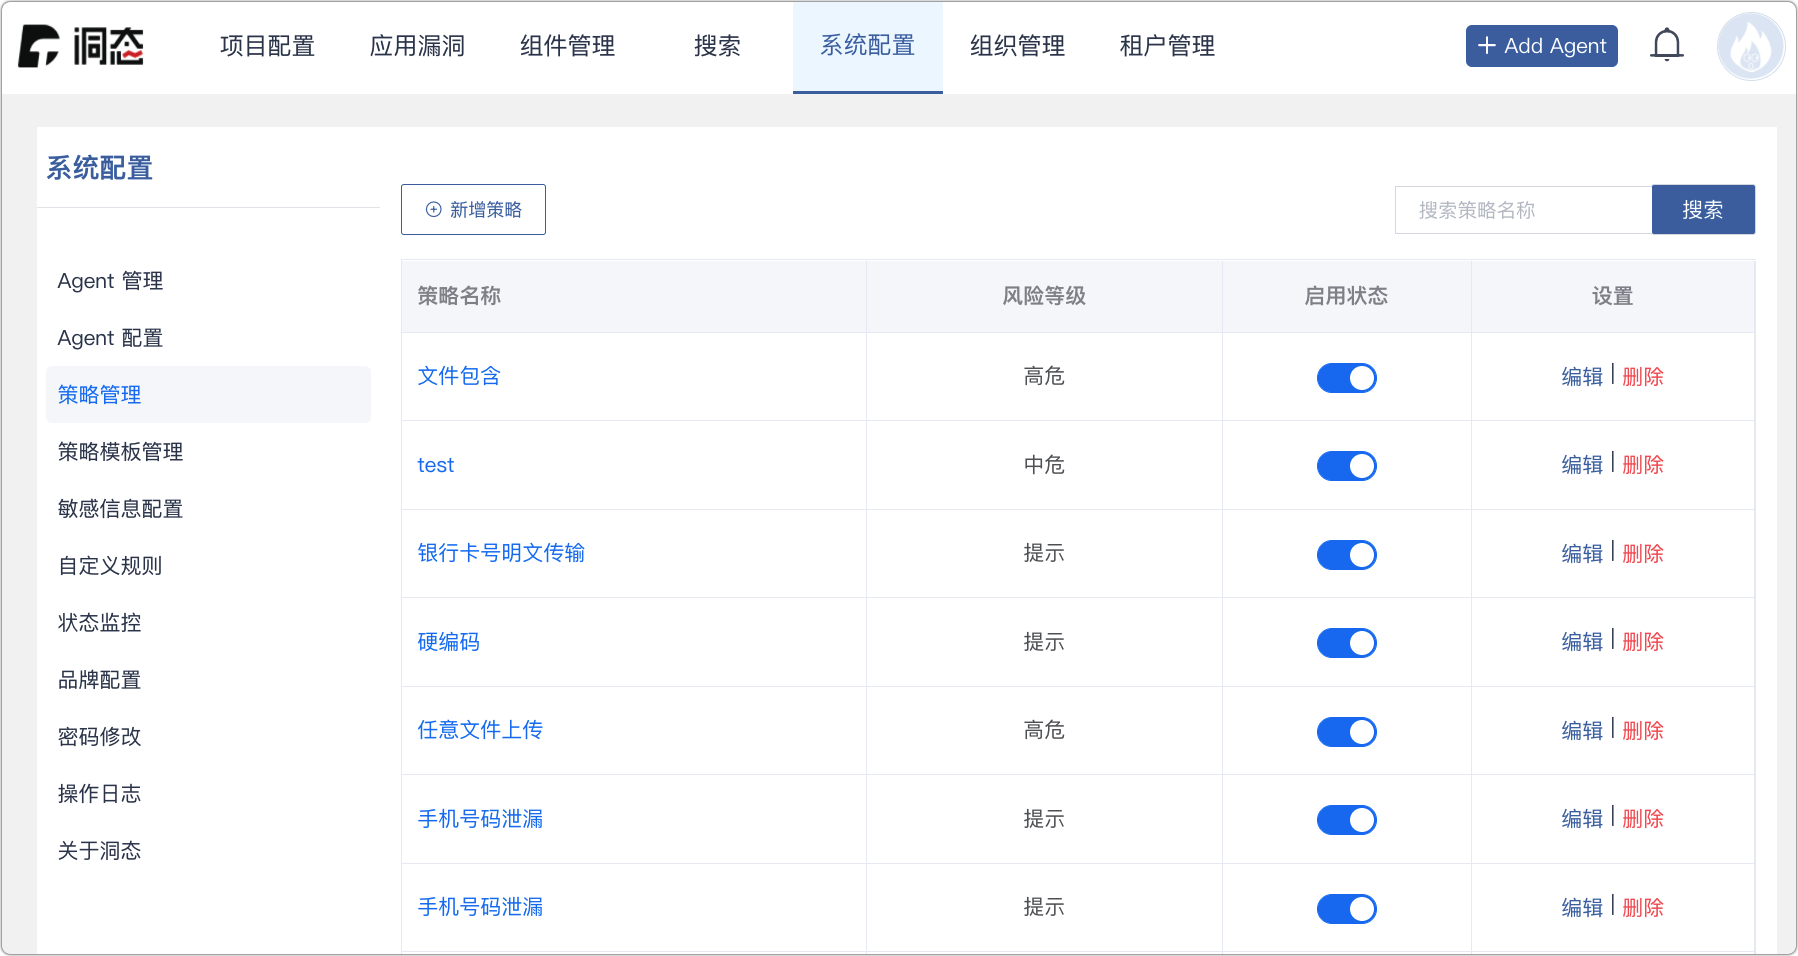 洞态
项目配置 应用漏洞 组件管理 搜索 系统配置 组织管理 租户管理 Add Agent
系统配置
新增策略 搜索策略名称 搜索
Agent 管理
Agent 配置
策略管理
策略模板管理
敏感信息配置
自定义规则
状态监控
品牌配置
密码修改
操作日志
关于洞态
策略名称 风险等级 启用状态 设置
文件包含 高危 编辑 删除
test 中危 编辑 删除
银行卡号明文传输 提示 编辑 删除
硬编码 提示 编辑 删除
任意文件上传 高危 编辑 删除
手机号码泄漏 提示 编辑 删除
手机号码泄漏 提示 编辑 删除